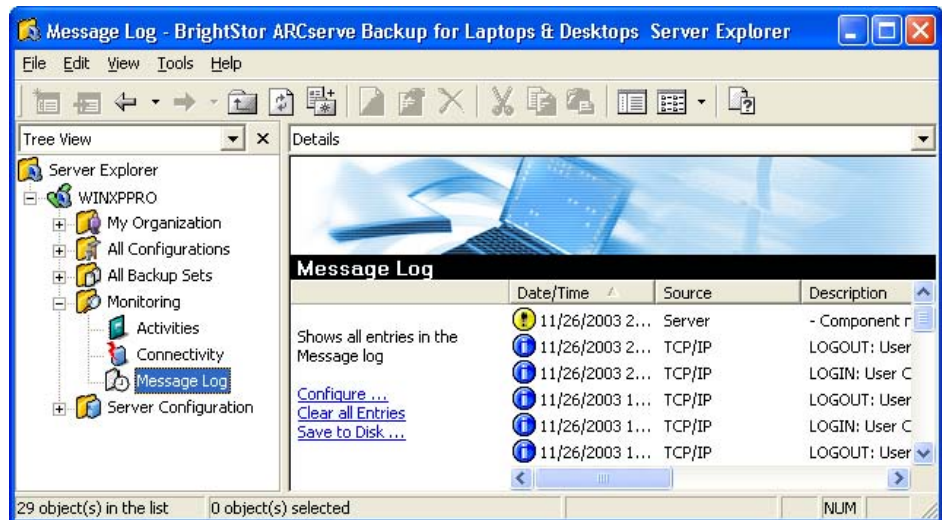 Message Log - BrightStor ARCserve Backup for Laptops & Desktops Server Explorer
File Edit View Tools Help
Tree View
Details
Server Explorer
WINXPPRO
My Organization
All Configurations
All Backup Sets
Monitoring
Activities
Connectivity
Message Log
Server Configuration
Message Log
Shows all entries in the
Message log
Configure ...
Clear all Entries
Save to Disk ...
Date/Time Source Description
11/26/2003 2... Server - Component r
11/26/2003 2... TCP/IP LOGOUT: User
11/26/2003 2... TCP/IP LOGIN: User C
11/26/2003 1... TCP/IP LOGOUT: User
11/26/2003 1... TCP/IP LOGIN: User C
11/26/2003 1... TCP/IP LOGOUT: User
29 object(s) in the list 0 object(s) selected NUM